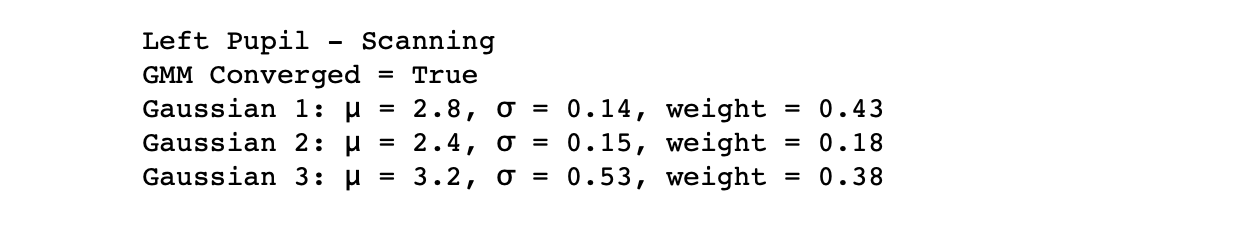 Left Pupil – Scanning
GMM Converged = True
Gaussian 1: μ = 2.8, σ = 0.14, weight = 0.43
Gaussian 2: μ = 2.4, σ = 0.15, weight = 0.18
Gaussian 3: μ = 3.2, σ = 0.53, weight = 0.38